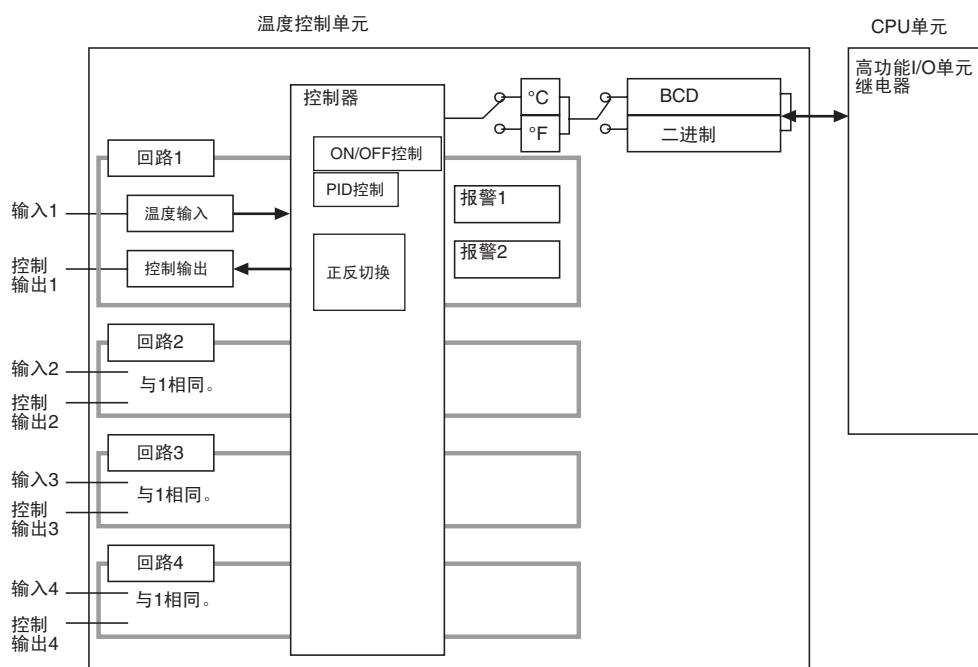 温度控制单元
CPU单元
高功能I/O单元
继电器
控制器
°C
°F
BCD
二进制
ON/OFF控制
PID控制
正反切换
回路1
输入1
温度输入
控制
输出1
控制输出
报警1
报警2
回路2
输入2
与1相同。
控制
输出2
回路3
输入3
与1相同。
控制
输出3
回路4
输入4
与1相同。
控制
输出4